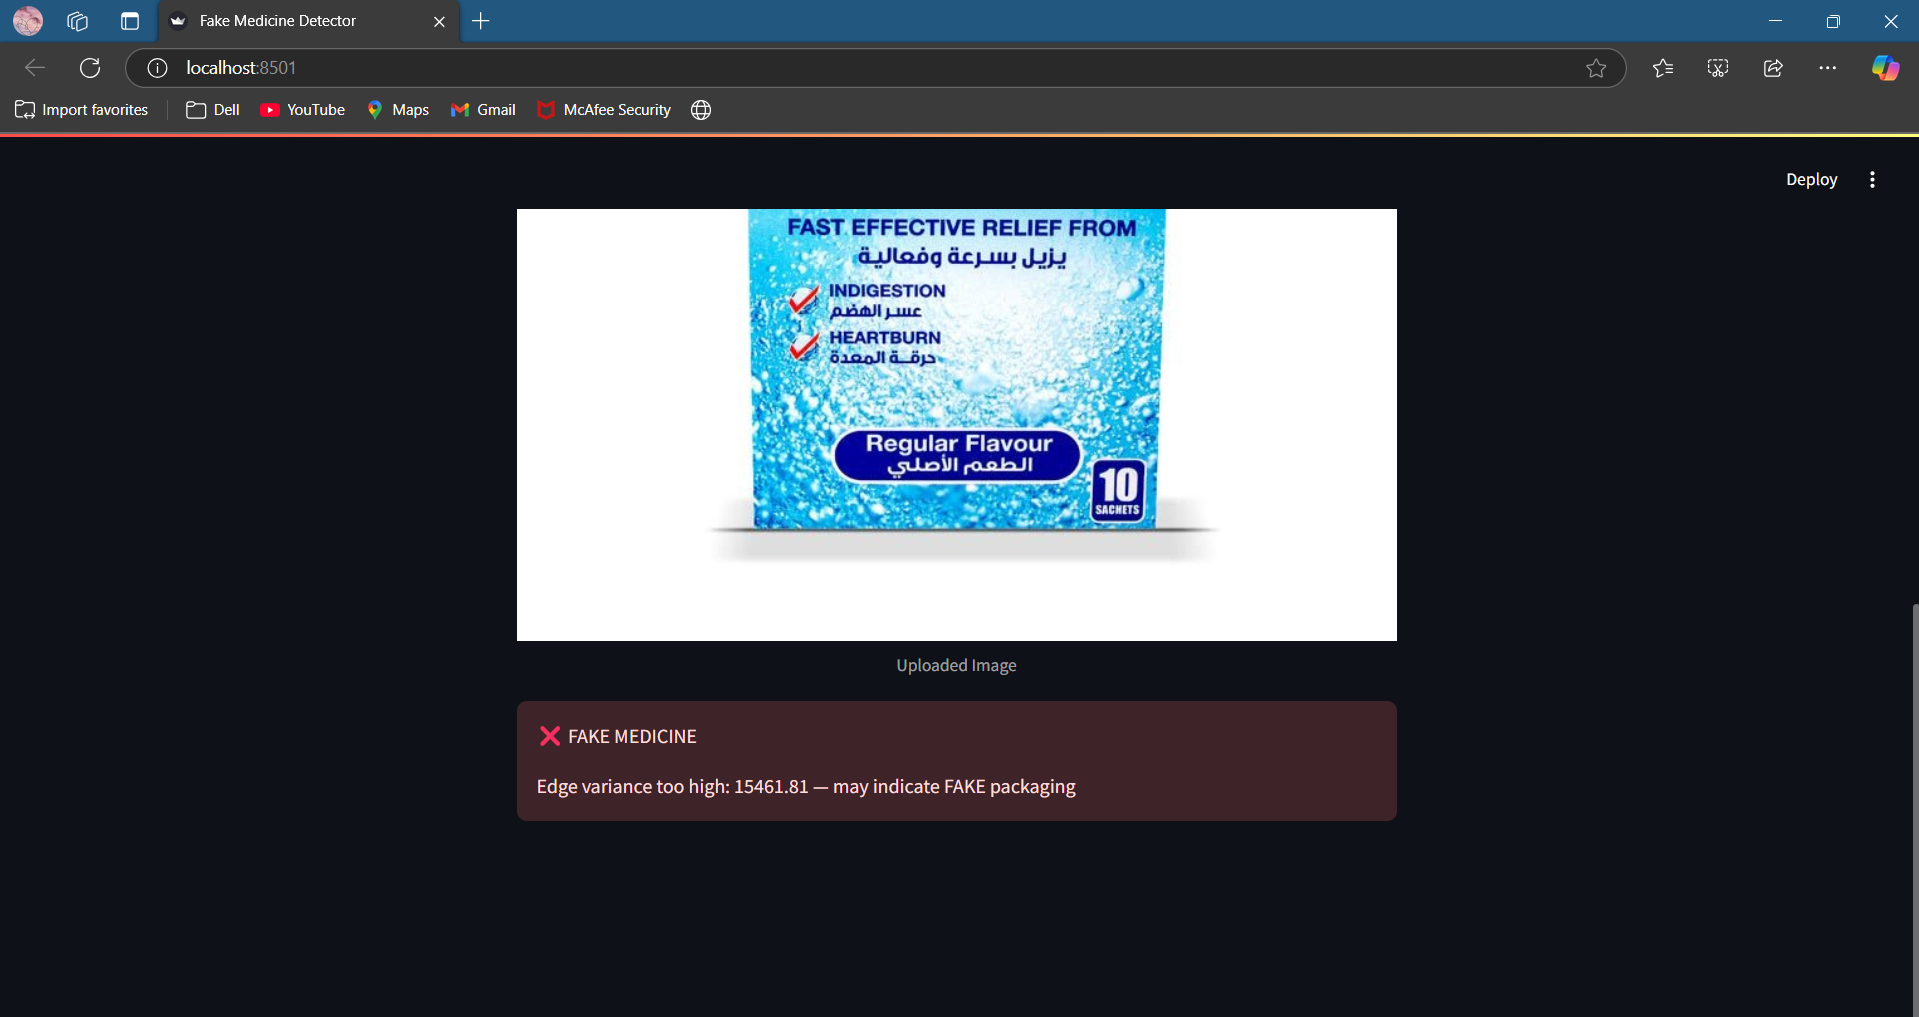 Fake Medicine Detector
localhost:8501
Import favorites
Dell
YouTube
Maps
Gmail
McAfee Security
Deploy
FAST EFFECTIVE RELIEF FROM
يزيل بسرعة وفعالية
INDIGESTION
عسر الهضم
HEARTBURN
حرقة المعدة
Regular Flavour
الطعم الأصلي
10
SACHETS
Uploaded Image
❌ FAKE MEDICINE
Edge variance too high: 15461.81 — may indicate FAKE packaging